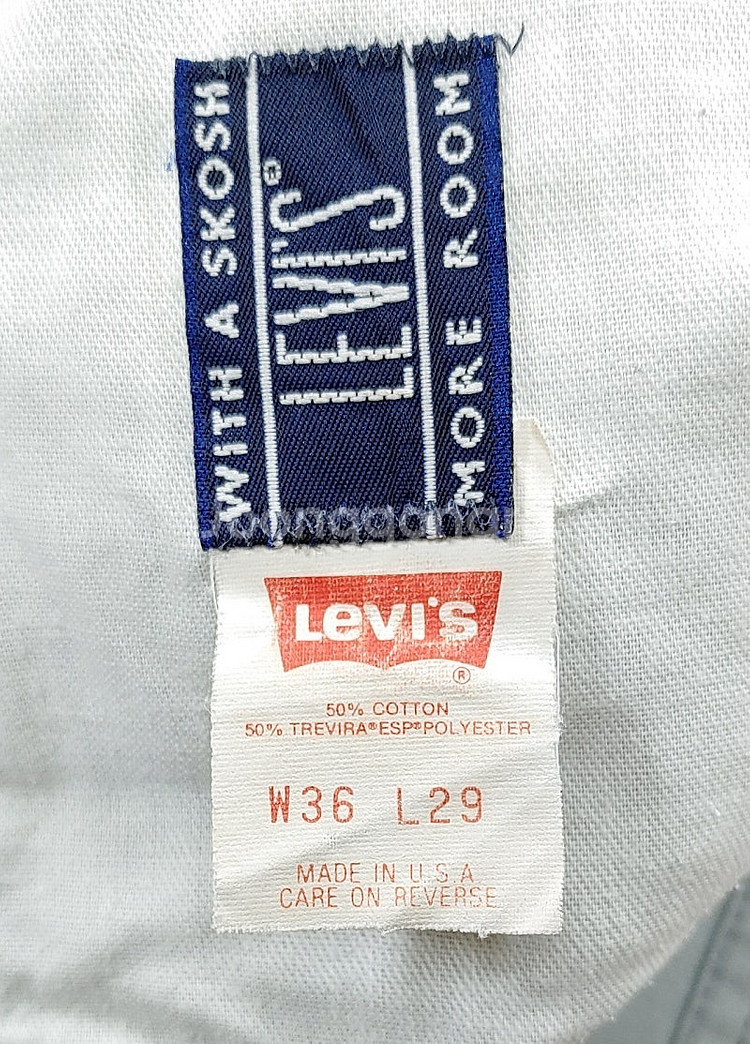 WITH A SKOSH
LEVI'S®
MORE ROOM
Levi's
®
50% COTTON
50% TREVIRA®ESP®POLYESTER
W36 L29
MADE IN U.S.A
CARE ON REVERSE